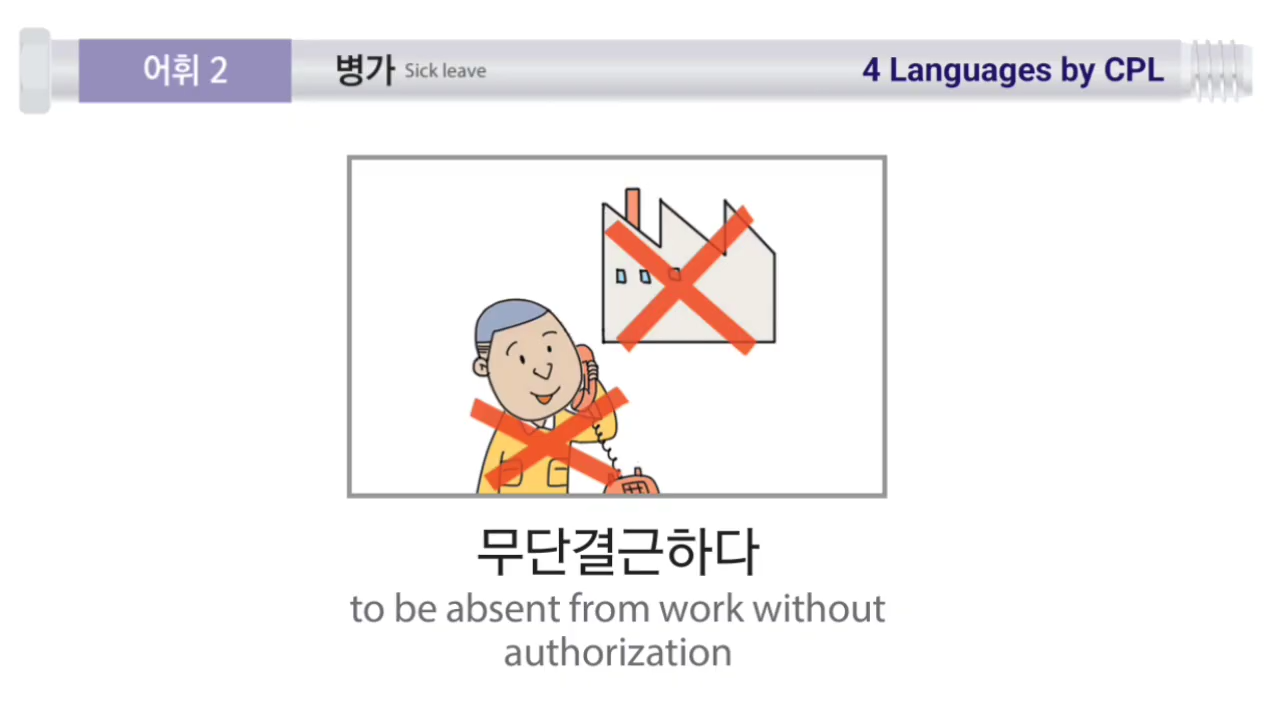 어휘 2
병가 Sick leave
4 Languages by CPL
무단결근하다
to be absent from work without
authorization